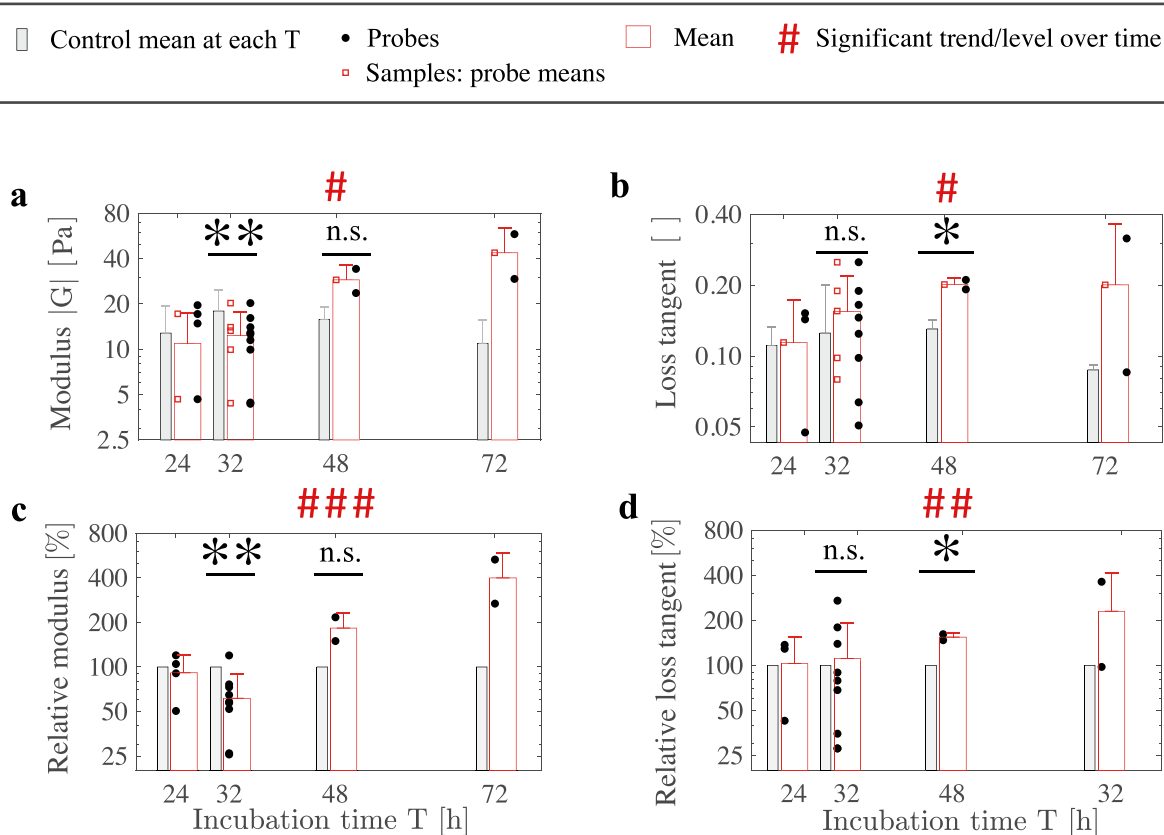 Control mean at each T Probes Mean # Significant trend/level over time
Samples: probe means
a # b #
Modulus |G| [Pa]
80
40
20
10
5
2.5
** n.s.
24 32 48 72
Loss tangent [ ]
0.40
0.20
0.10
0.05
n.s. *
24 32 48 72
c ### d ##
Relative modulus [%]
800
400
200
100
50
25
** n.s.
24 32 48 72
Incubation time T [h]
Relative loss tangent [%]
800
400
200
100
50
25
n.s. *
24 32 48 32
Incubation time T [h]